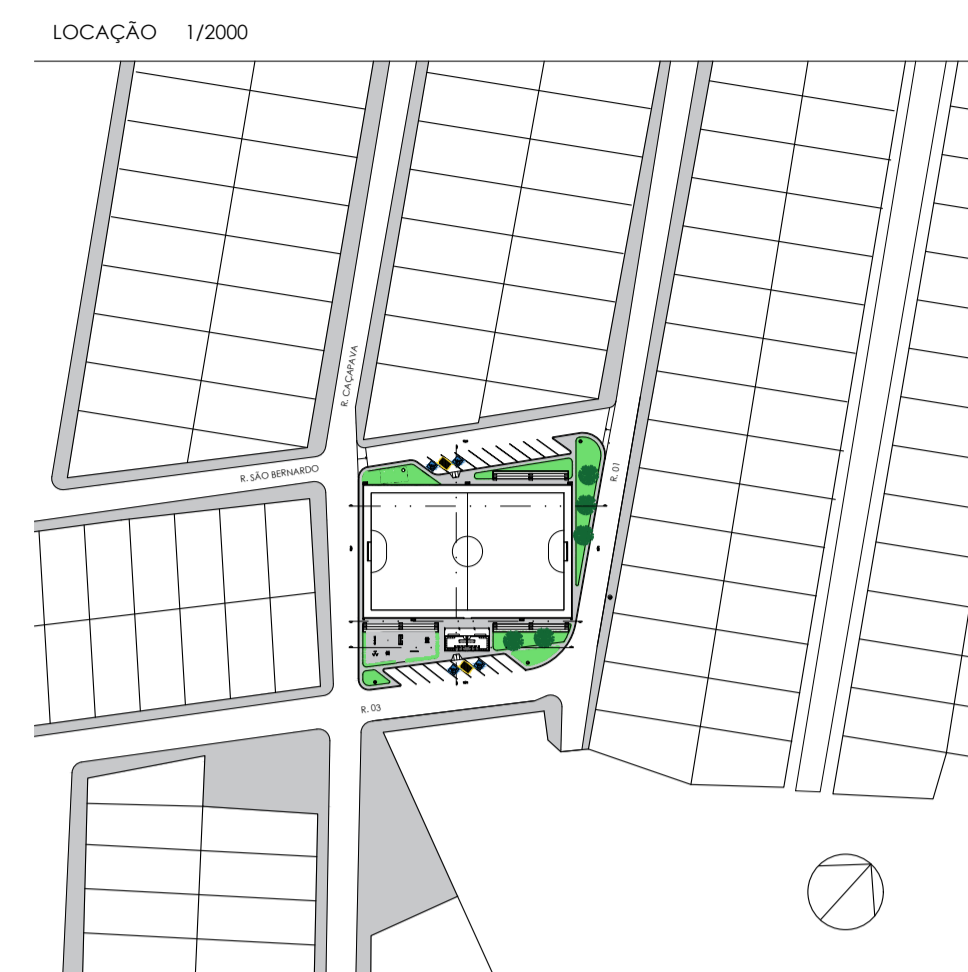 LOCAÇÃO 1/2000
R. CAÇAPAVA
R. SÃO BERNARDO
R. 01
R. 03